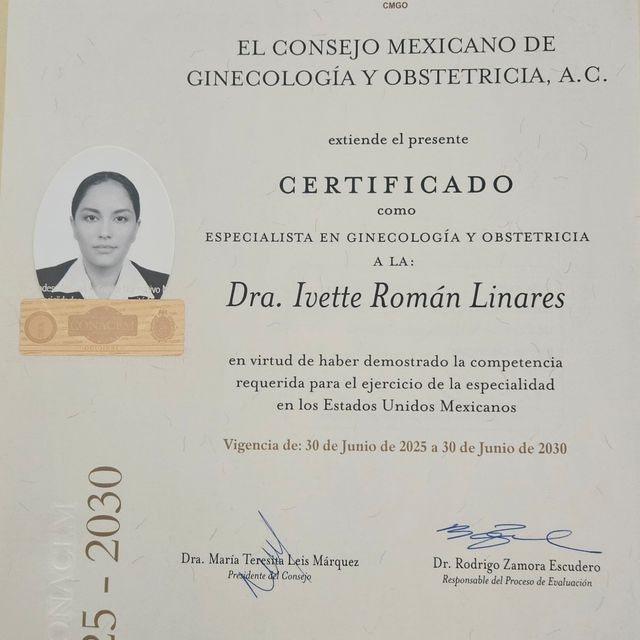 CMGO
EL CONSEJO MEXICANO DE
GINECOLOGÍA Y OBSTETRICIA, A.C.
extiende el presente
CERTIFICADO
como
ESPECIALISTA EN GINECOLOGÍA Y OBSTETRICIA
A LA:
Dra. Ivette Román Linares
CONACEM
en virtud de haber demostrado la competencia
requerida para el ejercicio de la especialidad
en los Estados Unidos Mexicanos
Vigencia de: 30 de Junio de 2025 a 30 de Junio de 2030
25 - 2030
Dra. María Teresita Leis Márquez
Presidente del Consejo
Dr. Rodrigo Zamora Escudero
Responsable del Proceso de Evaluación